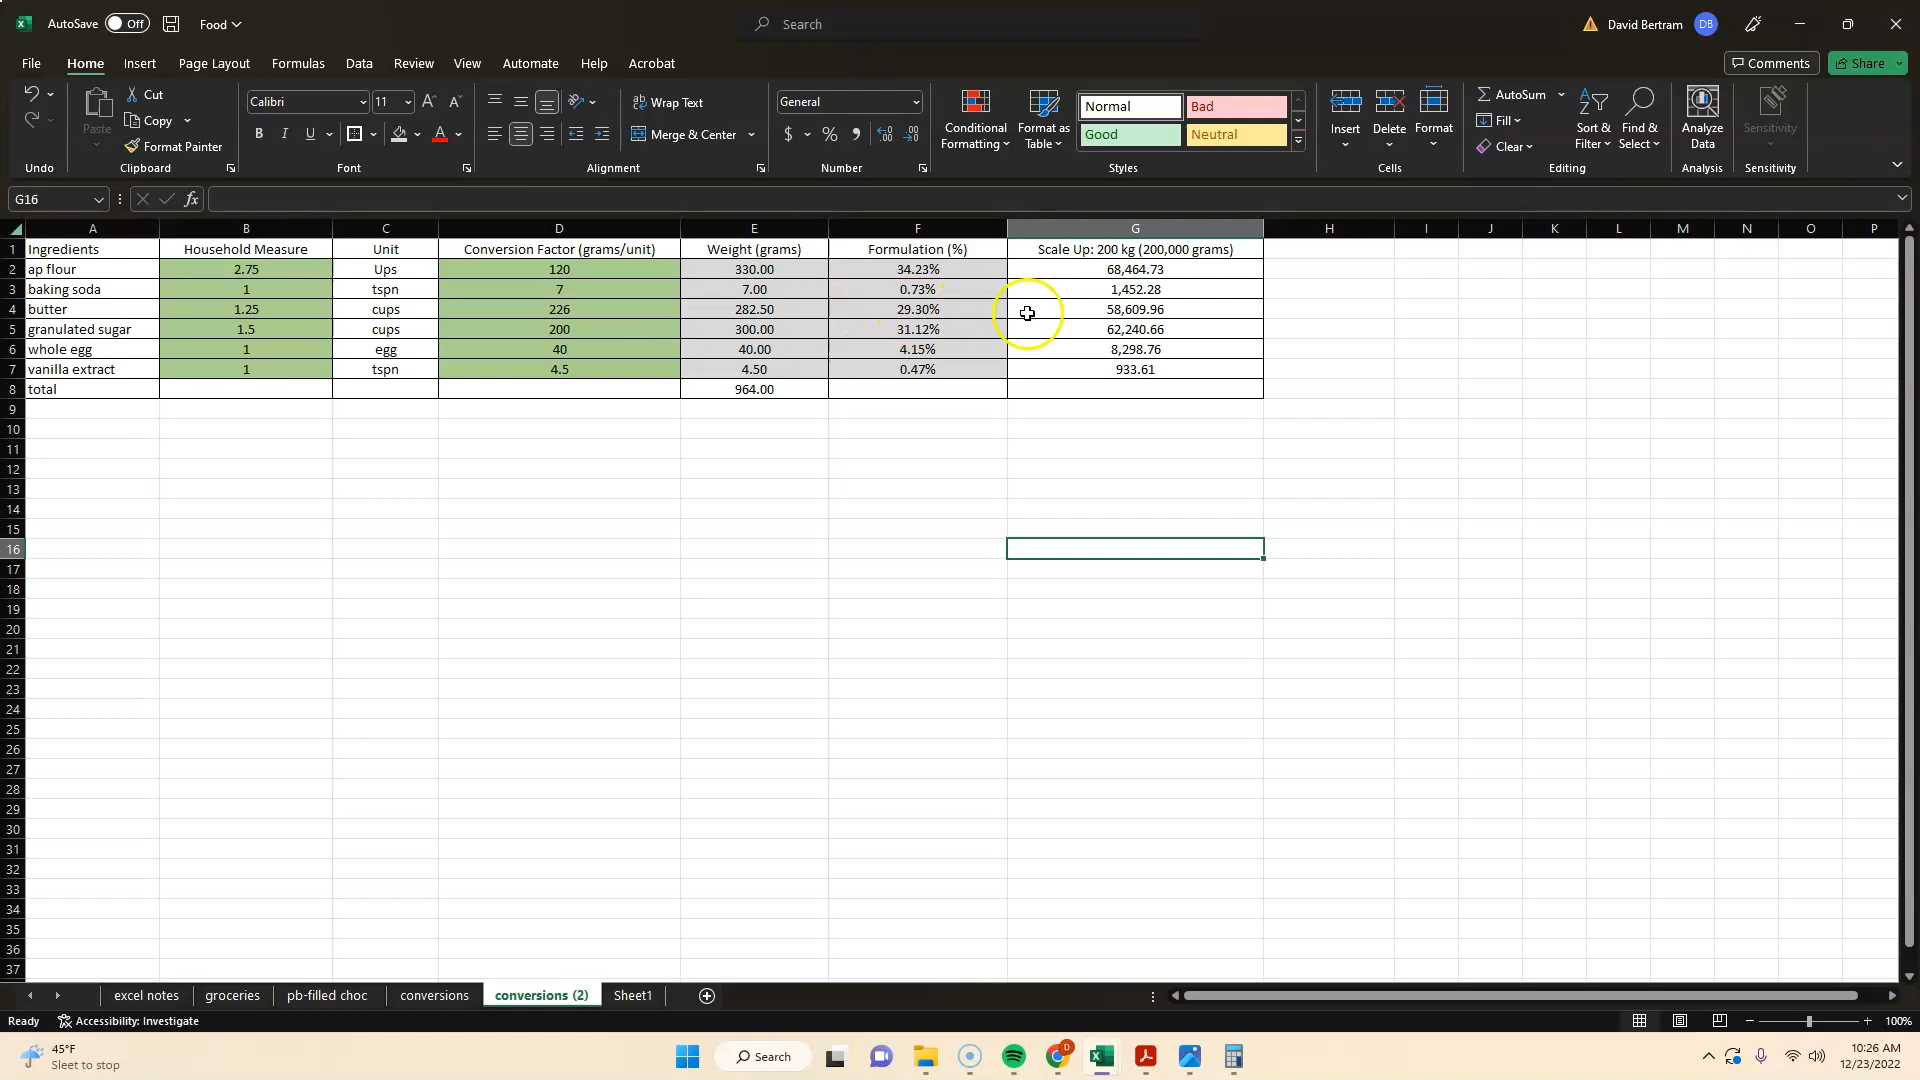 AutoSave Off Food Search David Bertram DB
File Home Insert Page Layout Formulas Data Review View Automate Help Acrobat Comments Share
Paste Cut Copy Format Painter
Calibri 11 B I U Wrap Text Merge & Center General $ % Conditional Formatting Format as Table Normal Bad Good Neutral Insert Delete Format AutoSum Fill Clear Sort & Filter Find & Select Analyze Data Sensitivity
Undo Clipboard Font Alignment Number Styles Cells Editing Analysis Sensitivity
G16 fx
A B C D E F G H I J K L M N O P
1 Ingredients Household Measure Unit Conversion Factor (grams/unit) Weight (grams) Formulation (%) Scale Up: 200 kg (200,000 grams)
2 ap flour 2.75 Ups 120 330.00 34.23% 68,464.73
3 baking soda 1 tspn 7 7.00 0.73% 1,452.28
4 butter 1.25 cups 226 282.50 29.30% 58,609.96
5 granulated sugar 1.5 cups 200 300.00 31.12% 62,240.66
6 whole egg 1 egg 40 40.00 4.15% 8,298.76
7 vanilla extract 1 tspn 4.5 4.50 0.47% 933.61
8 total 964.00
9
10
11
12
13
14
15
16
17
18
19
20
21
22
23
24
25
26
27
28
29
30
31
32
33
34
35
36
37
excel notes groceries pb-filled choc conversions conversions (2) Sheet1
Ready Accessibility: Investigate 100%
45°F
Sleet to stop
Search
10:26 AM
12/23/2022